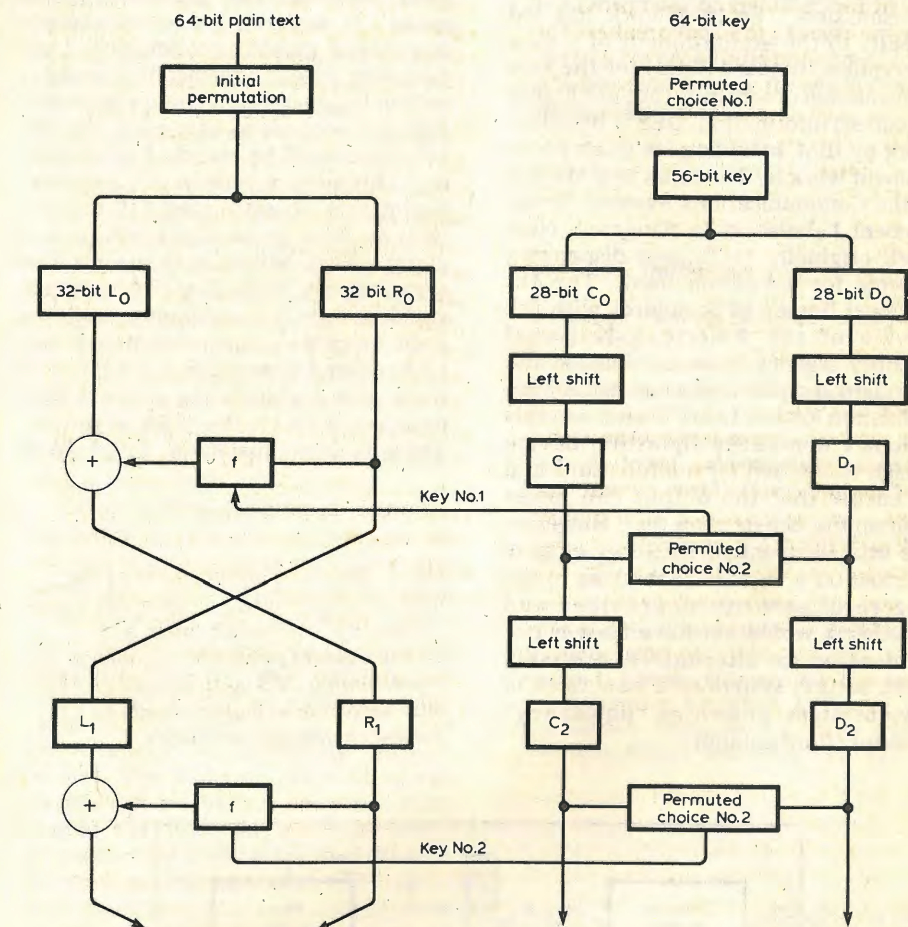 64-bit plain text
64-bit key
Initial
permutation
Permuted
choice No.1
56-bit key
32-bit L0
32 bit R0
28-bit C0
28-bit D0
Left shift
Left shift
+
f
C1
D1
Key No.1
Permuted
choice No.2
Left shift
Left shift
L1
R1
C2
D2
+
f
Permuted
choice No.2
Key No.2